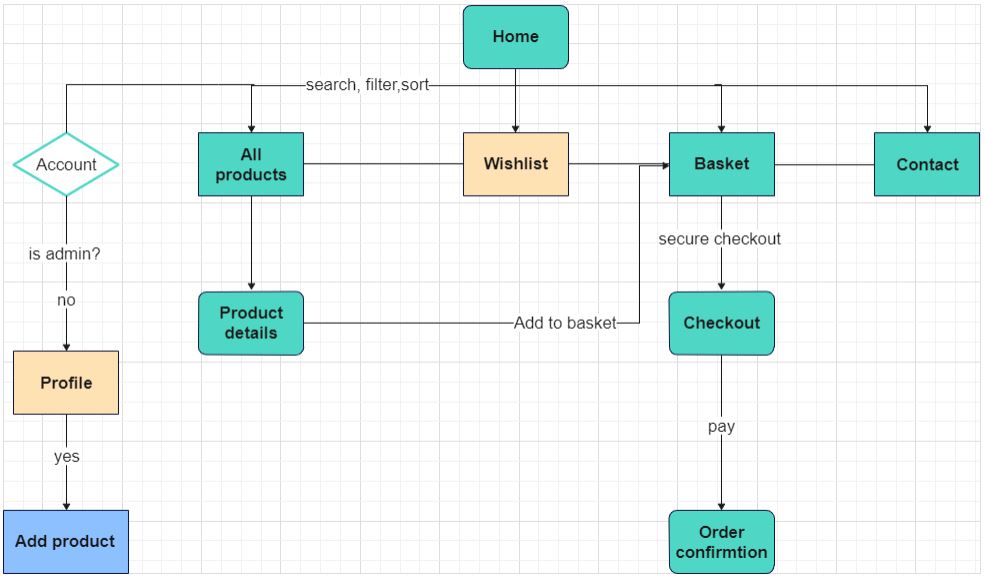 Home
search, filter,sort
Account
All
products
Wishlist
Basket
Contact
is admin?
secure checkout
no
Product
details
Add to basket
Checkout
Profile
pay
yes
Add product
Order
confirmtion